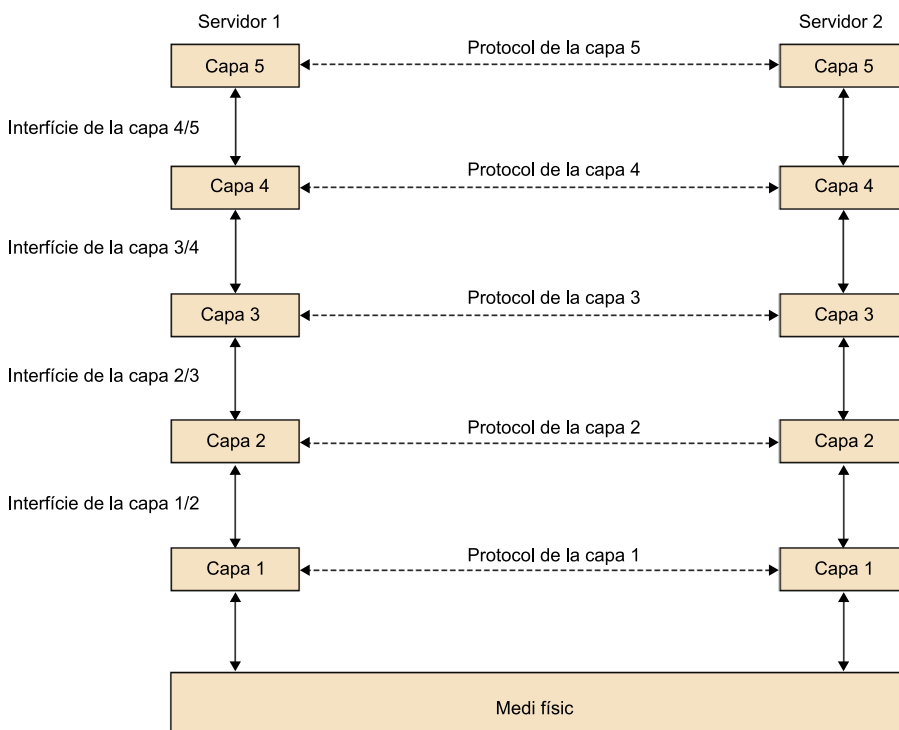 Servidor 1
Servidor 2
Protocol de la capa 5
Capa 5
Capa 5
Interfície de la capa 4/5
Protocol de la capa 4
Capa 4
Capa 4
Interfície de la capa 3/4
Protocol de la capa 3
Capa 3
Capa 3
Interfície de la capa 2/3
Protocol de la capa 2
Capa 2
Capa 2
Interfície de la capa 1/2
Protocol de la capa 1
Capa 1
Capa 1
Medi físic